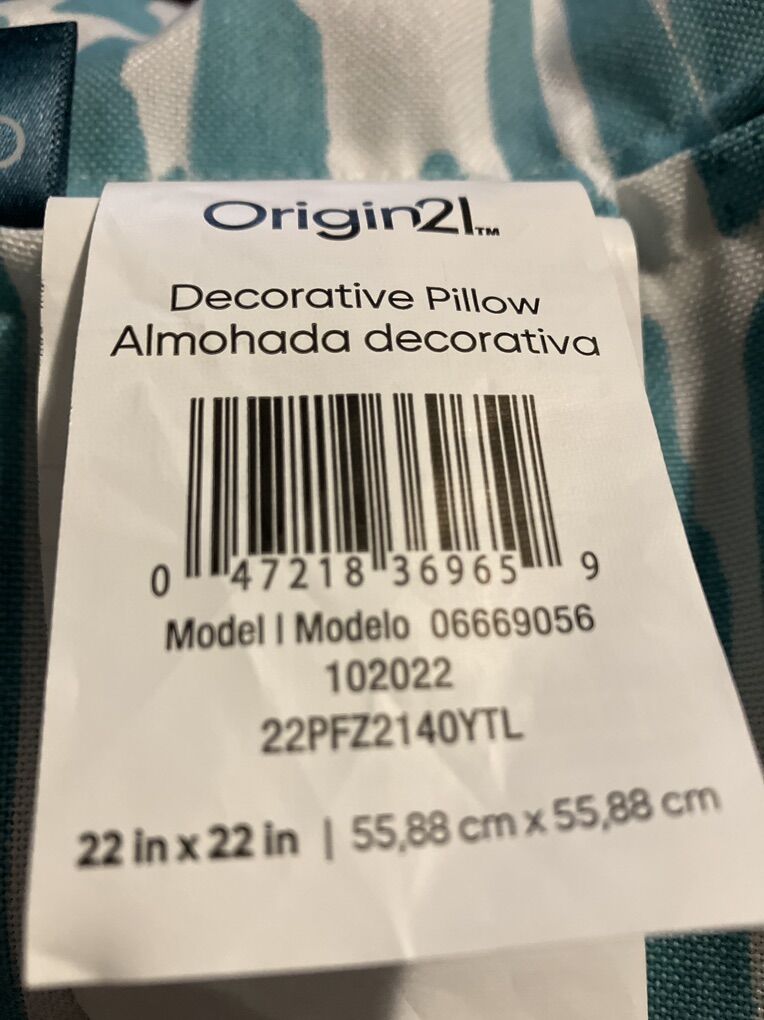 Origin21™
Decorative Pillow
Almohada decorativa
0 47218 36965 9
Model | Modelo 06669056
102022
22PFZ2140YTL
22 in x 22 in | 55,88 cm x 55,88 cm